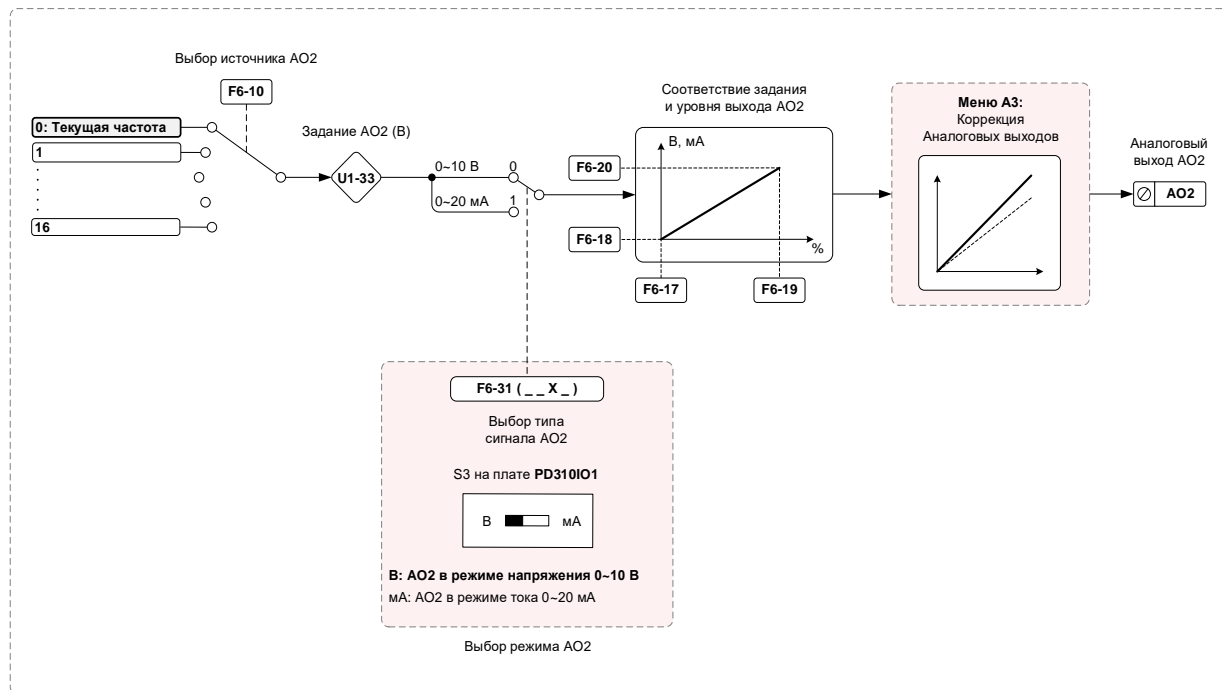 Выбор источника AO2
F6-10
0: Текущая частота
1
16
Задание AO2 (В)
U1-33
0~10 В
0
0~20 мА
1
Соответствие задания
и уровня выхода AO2
В, мА
F6-20
F6-18
%
F6-17
F6-19
Меню A3:
Коррекция
Аналоговых выходов
Аналоговый
выход AO2
AO2
F6-31 ( _ _ X _ )
Выбор типа
сигнала AO2
S3 на плате PD310IO1
В
мА
В: AO2 в режиме напряжения 0~10 В
мА: AO2 в режиме тока 0~20 мА
Выбор режима AO2